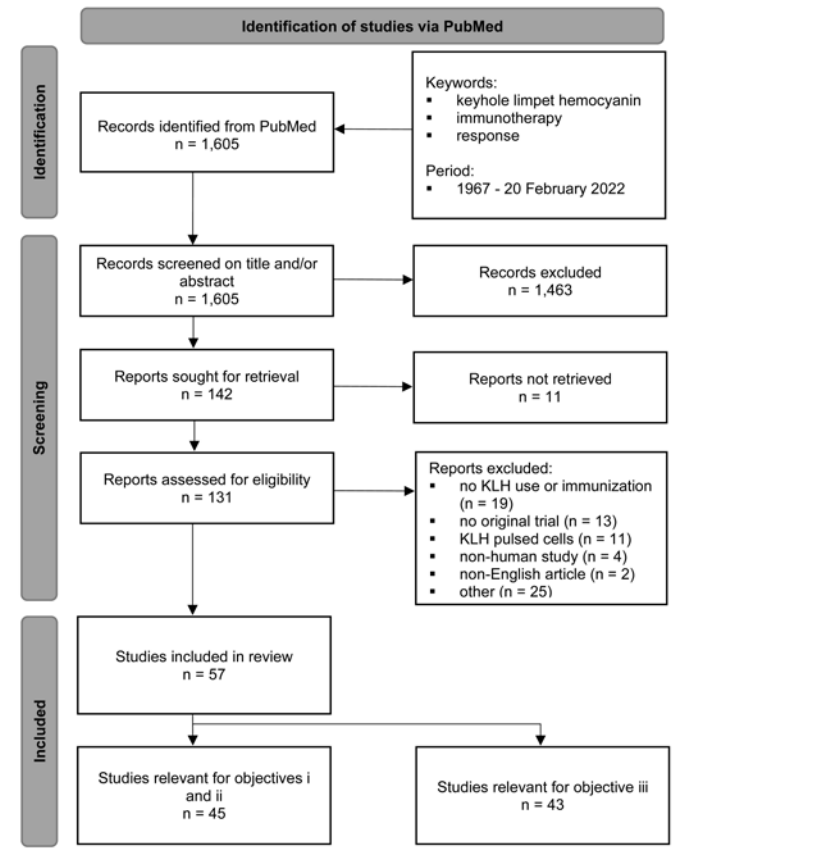 Identification of studies via PubMed
Identification
Records identified from PubMed
n = 1,605
Keywords:
▪ keyhole limpet hemocyanin
▪ immunotherapy
▪ response
Period:
▪ 1967 - 20 February 2022
Screening
Records screened on title and/or
abstract
n = 1,605
Records excluded
n = 1,463
Reports sought for retrieval
n = 142
Reports not retrieved
n = 11
Reports assessed for eligibility
n = 131
Reports excluded:
▪ no KLH use or immunization
(n = 19)
▪ no original trial (n = 13)
▪ KLH pulsed cells (n = 11)
▪ non-human study (n = 4)
▪ non-English article (n = 2)
▪ other (n = 25)
Included
Studies included in review
n = 57
Studies relevant for objectives i
and ii
n = 45
Studies relevant for objective iii
n = 43